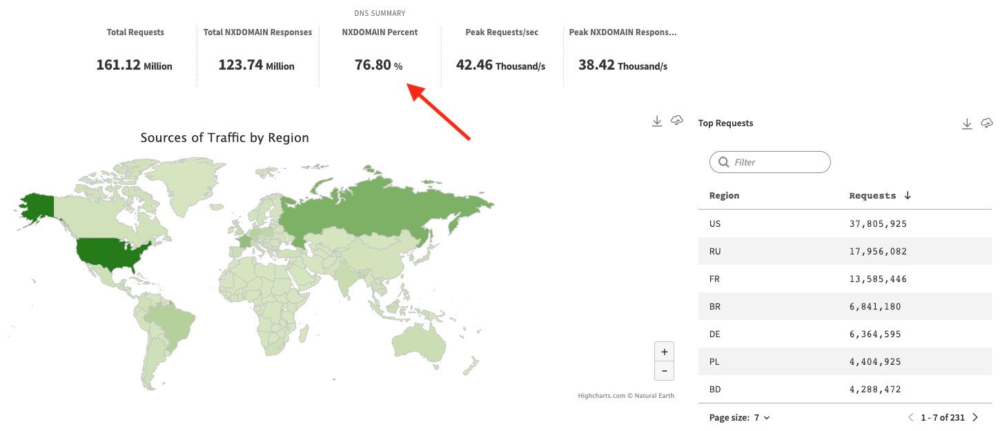 DNS SUMMARY
Total Requests
161.12 Million
Total NXDOMAIN Responses
123.74 Million
NXDOMAIN Percent
76.80 %
Peak Requests/sec
42.46 Thousand/s
Peak NXDOMAIN Respons...
38.42 Thousand/s
Sources of Traffic by Region
+
−
Highcharts.com © Natural Earth
Top Requests
Filter
Region Requests
US 37,805,925
RU 17,956,082
FR 13,585,446
BR 6,841,180
DE 6,364,595
PL 4,404,925
BD 4,288,472
Page size: 7 1 - 7 of 231